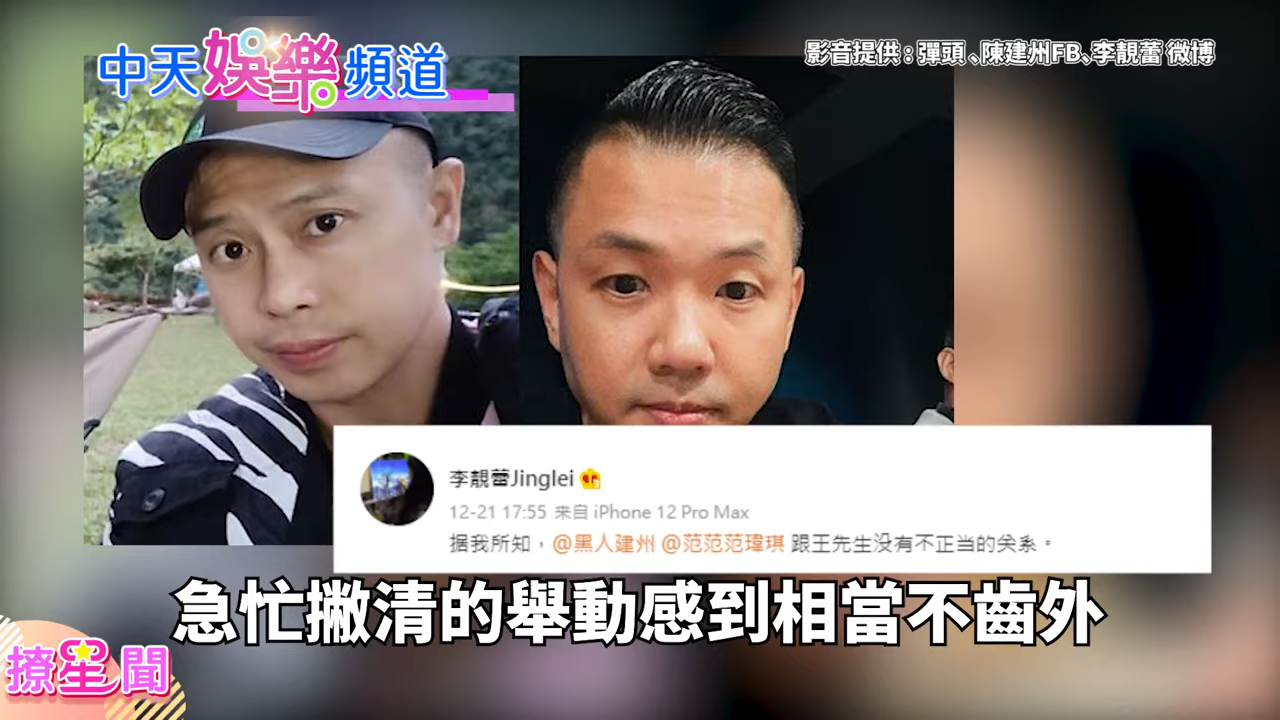 中天娛樂頻道
影音提供：彈頭、陳建州FB、李靚蕾 微博
李靚蕾Jinglei
12-21 17:55 来自 iPhone 12 Pro Max
据我所知，@黑人建州 @范范范瑋琪 跟王先生没有不正当的关系。
急忙撇清的舉動感到相當不齒外
撩星聞